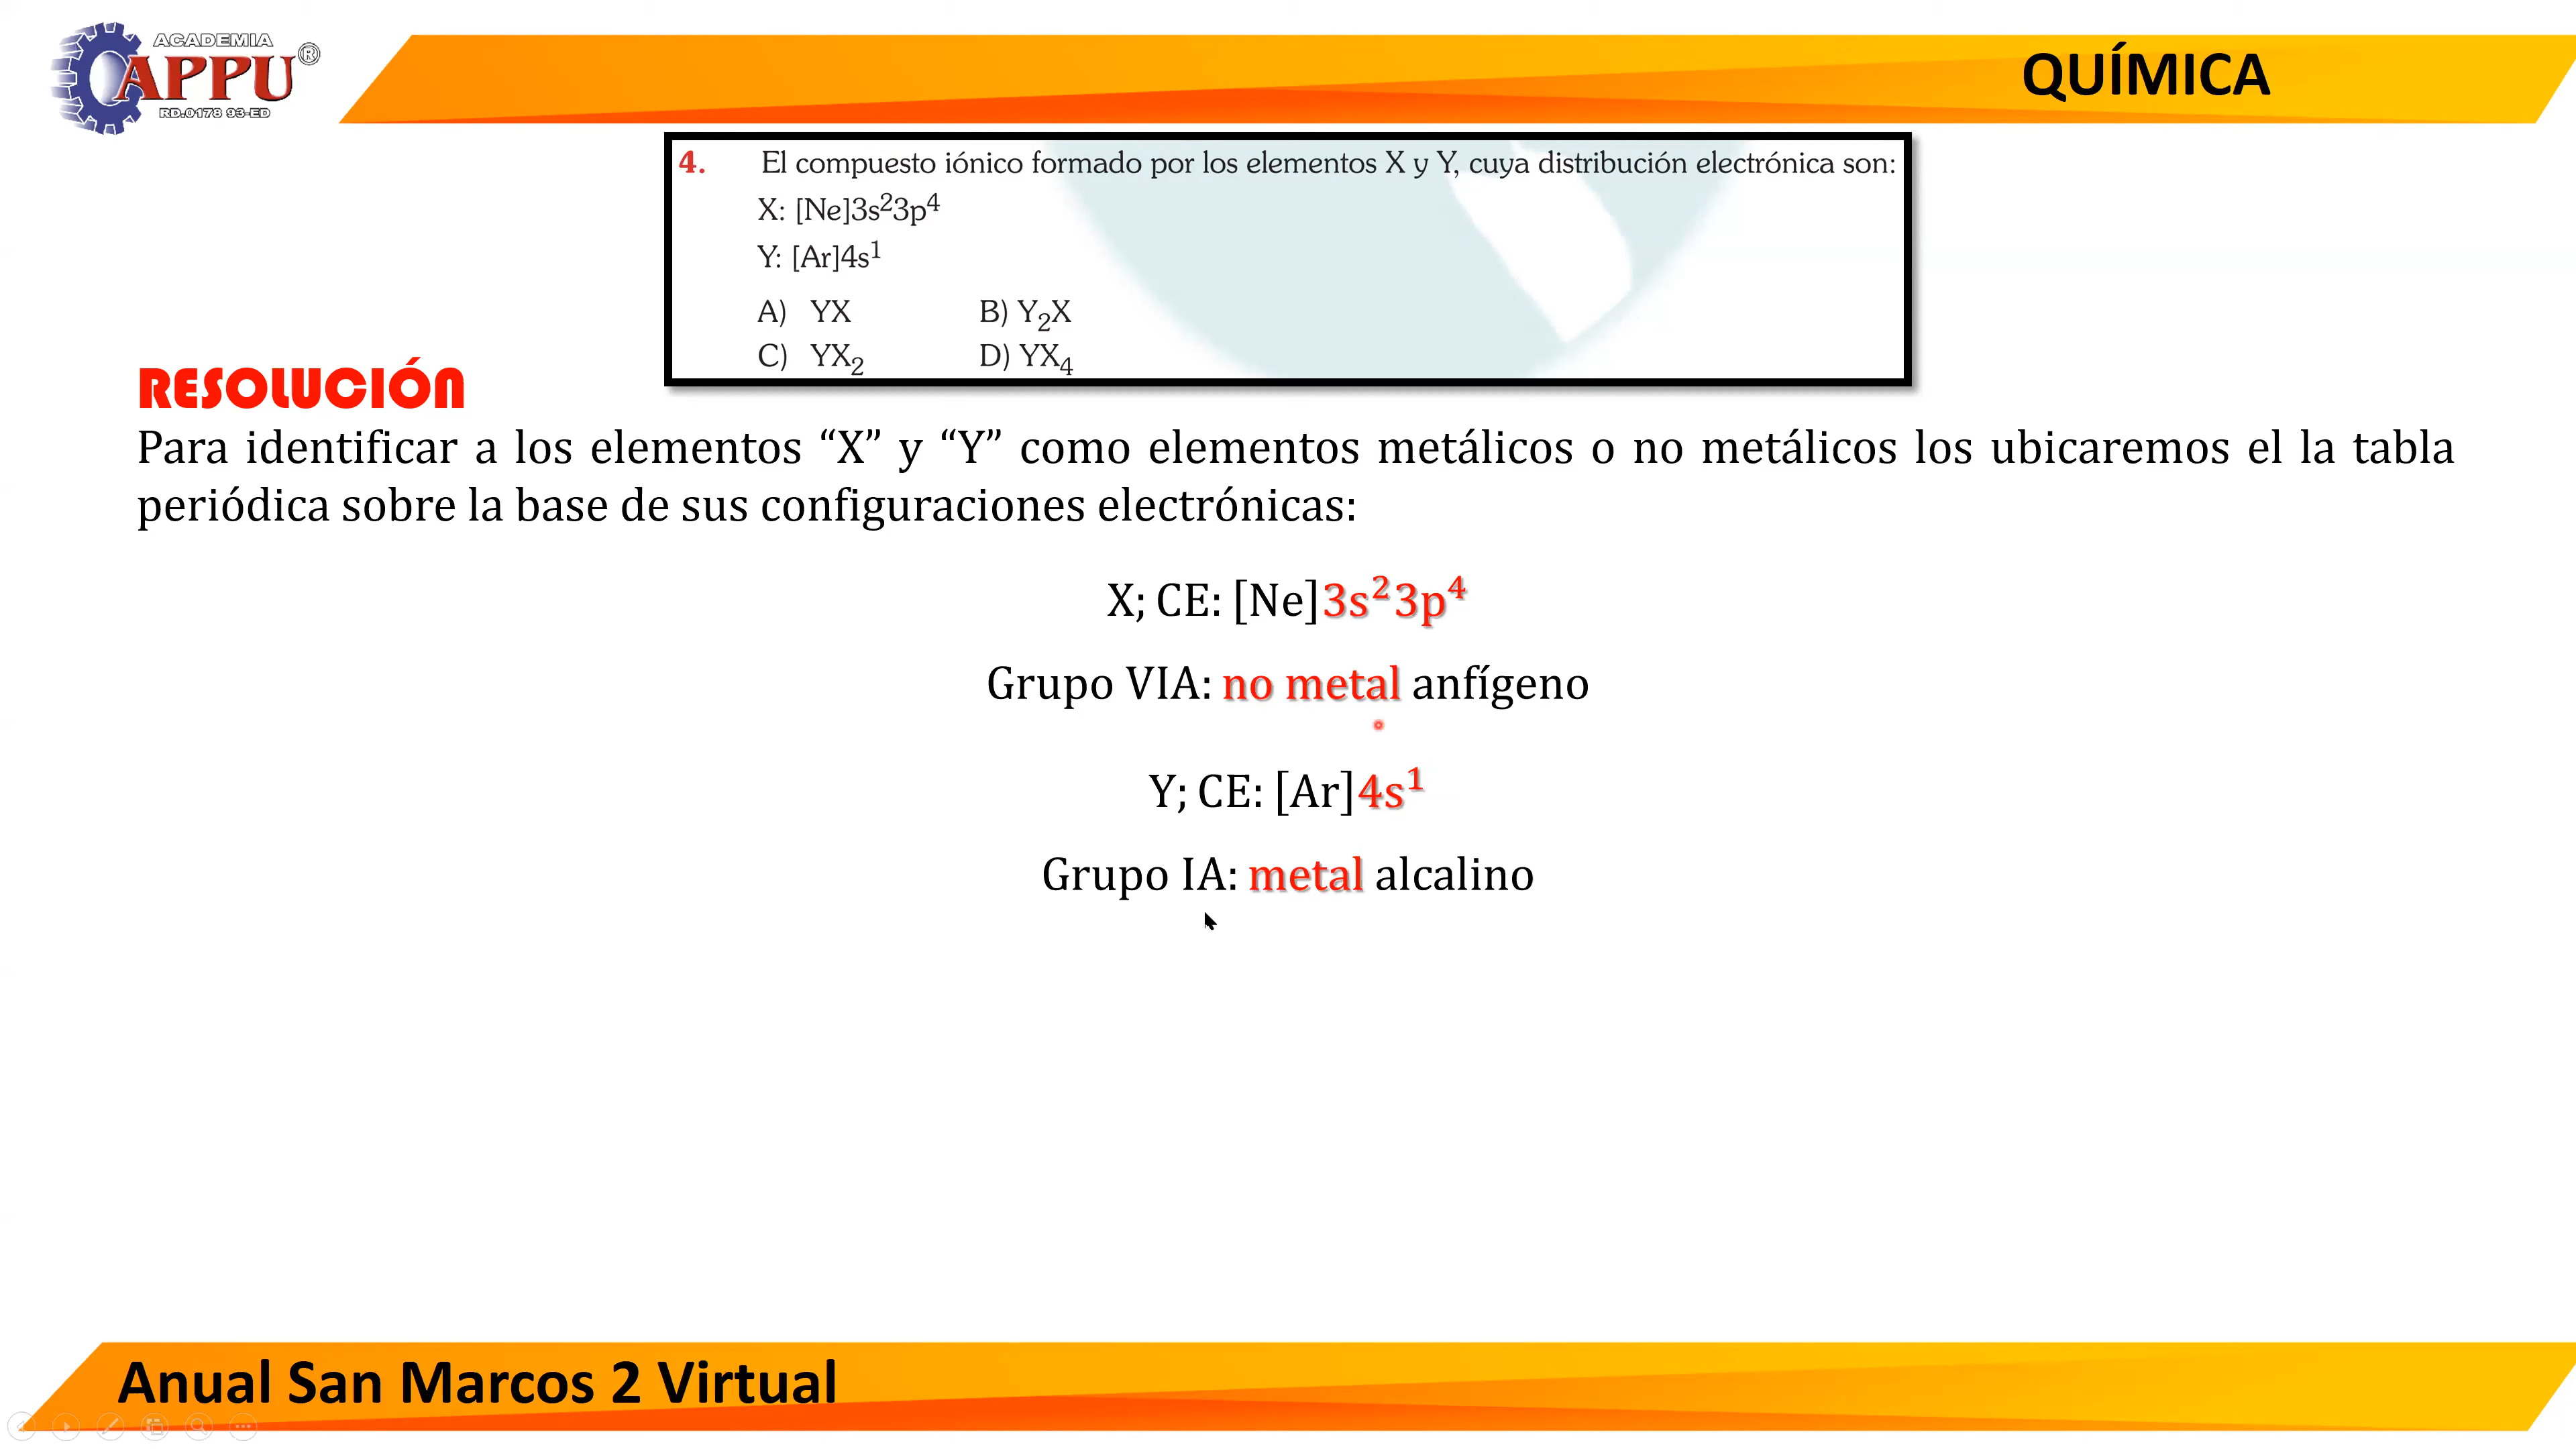 ACADEMIA
APPU®
RD.0178 93-ED
QUÍMICA
4. El compuesto iónico formado por los elementos X y Y, cuya distribución electrónica son:
X: [Ne]3s²3p⁴
Y: [Ar]4s¹
A) YX B) Y₂X
C) YX₂ D) YX₄
RESOLUCIÓN
Para identificar a los elementos “X” y “Y” como elementos metálicos o no metálicos los ubicaremos el la tabla
periódica sobre la base de sus configuraciones electrónicas:
X; CE: [Ne]3s²3p⁴
Grupo VIA: no metal anfígeno
Y; CE: [Ar]4s¹
Grupo IA: metal alcalino
Anual San Marcos 2 Virtual